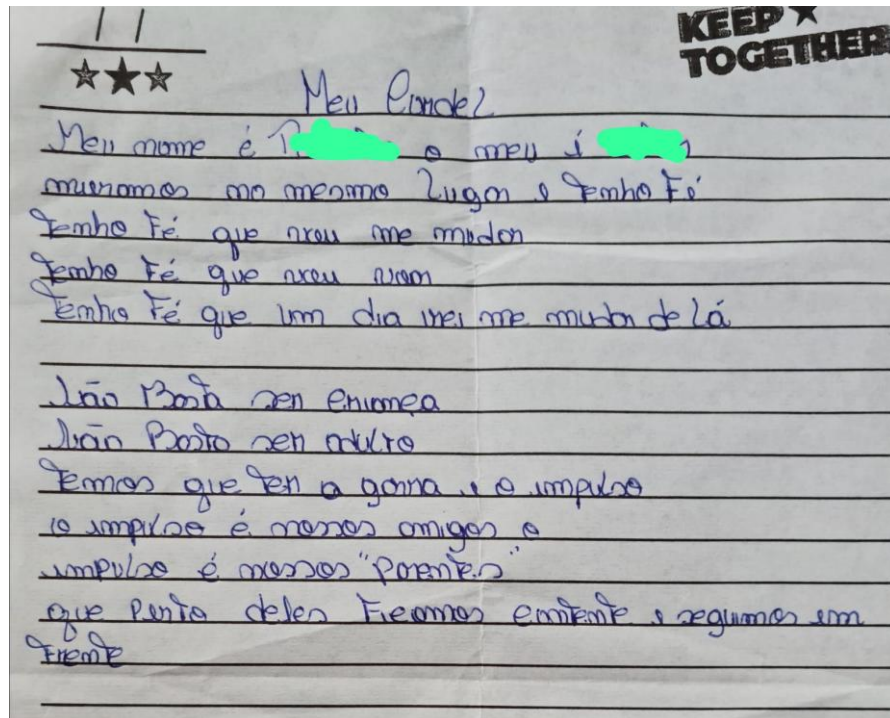 KEEP
TOGETHER
Meu Cordel
Meu nome é o meu é
moramos no mesmo Lugar e Tenho Fé
Tenho Fé que vou me mudar
Tenho Fé que vou voar
Tenho Fé que um dia irei me mudar de Lá
Não Basta ser criança
Não Basta ser adulto
Temos que ter a garra e o impulso
o impulso é nossos amigos o
impulso é nossos "Parentes"
que Perto deles Ficamos contente e seguimos em
Frente